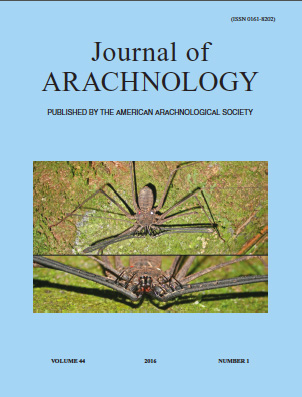 (ISSN 0161-8202)
Journal of
ARACHNOLOGY
PUBLISHED BY THE AMERICAN ARACHNOLOGICAL SOCIETY
VOLUME 44 2016 NUMBER 1